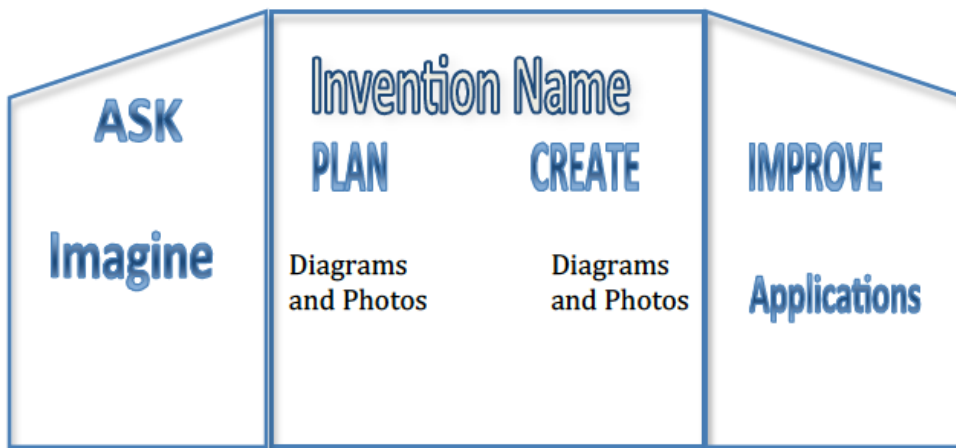 ASK
Imagine
Invention Name
PLAN
CREATE
Diagrams
and Photos
Diagrams
and Photos
IMPROVE
Applications